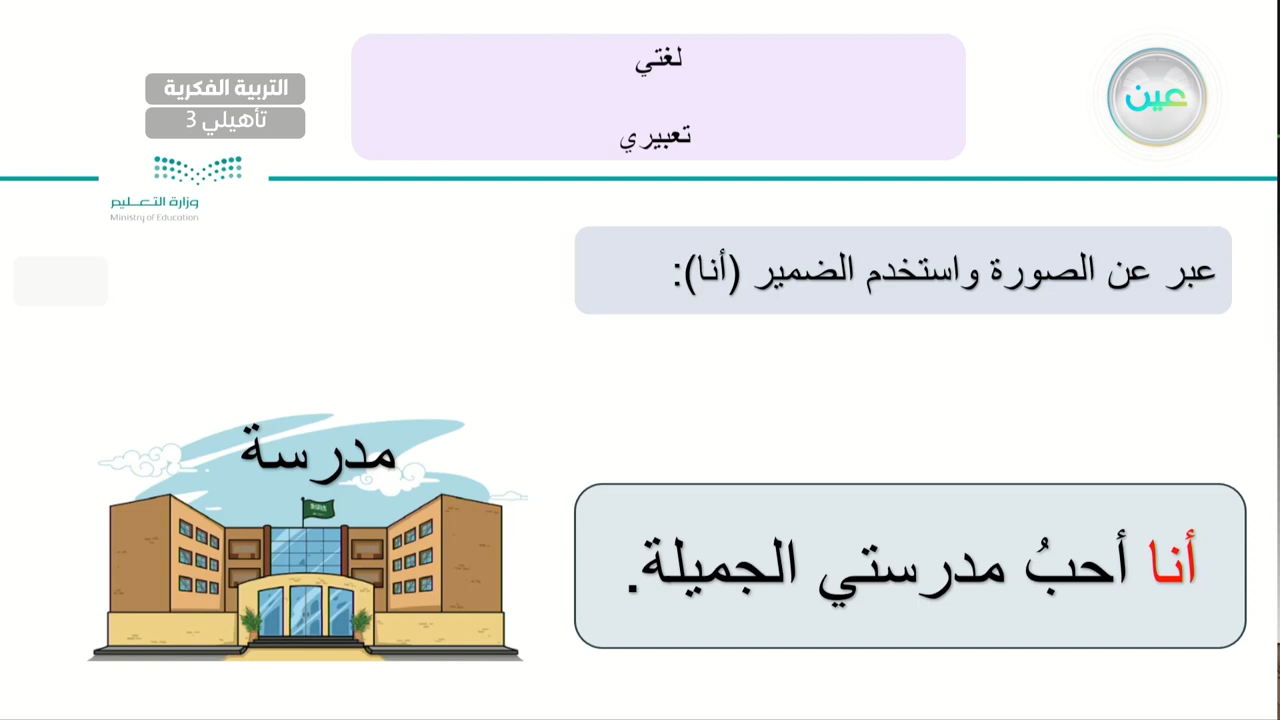 لغتي
تعبيري
عين
التربية الفكرية
تأهيلي 3
وزارة التعليم
Ministry of Education
عبر عن الصورة واستخدم الضمير (أنا):
مدرسة
أنا أحبُ مدرستي الجميلة.